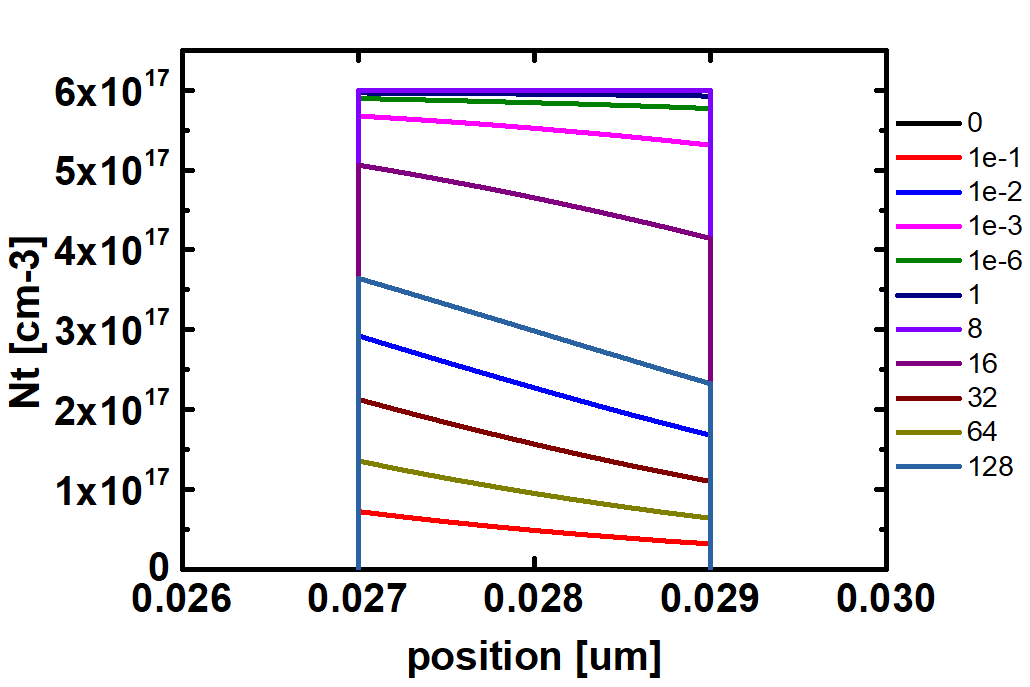 6x10^17
5x10^17
4x10^17
3x10^17
2x10^17
1x10^17
0
Nt [cm-3]
0.026 0.027 0.028 0.029 0.030
position [um]
0
1e-1
1e-2
1e-3
1e-6
1
8
16
32
64
128